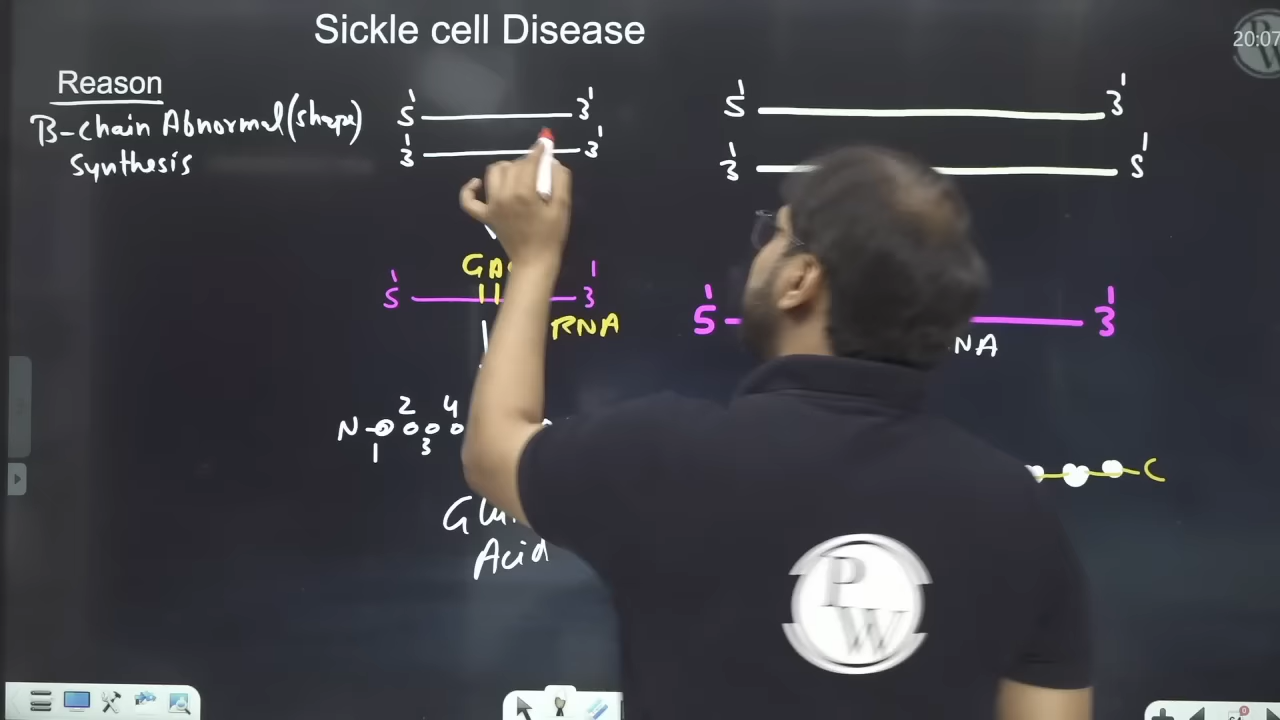 Sickle cell Disease
20:07
Reason
B-Chain Abnormal (shape)
Synthesis
5' 3'
3' 3'
5' 3'
3' 5'
GA
5' 3'
RNA
5' 3'
NA
2 4
N
1 3
C
Acid
P
W